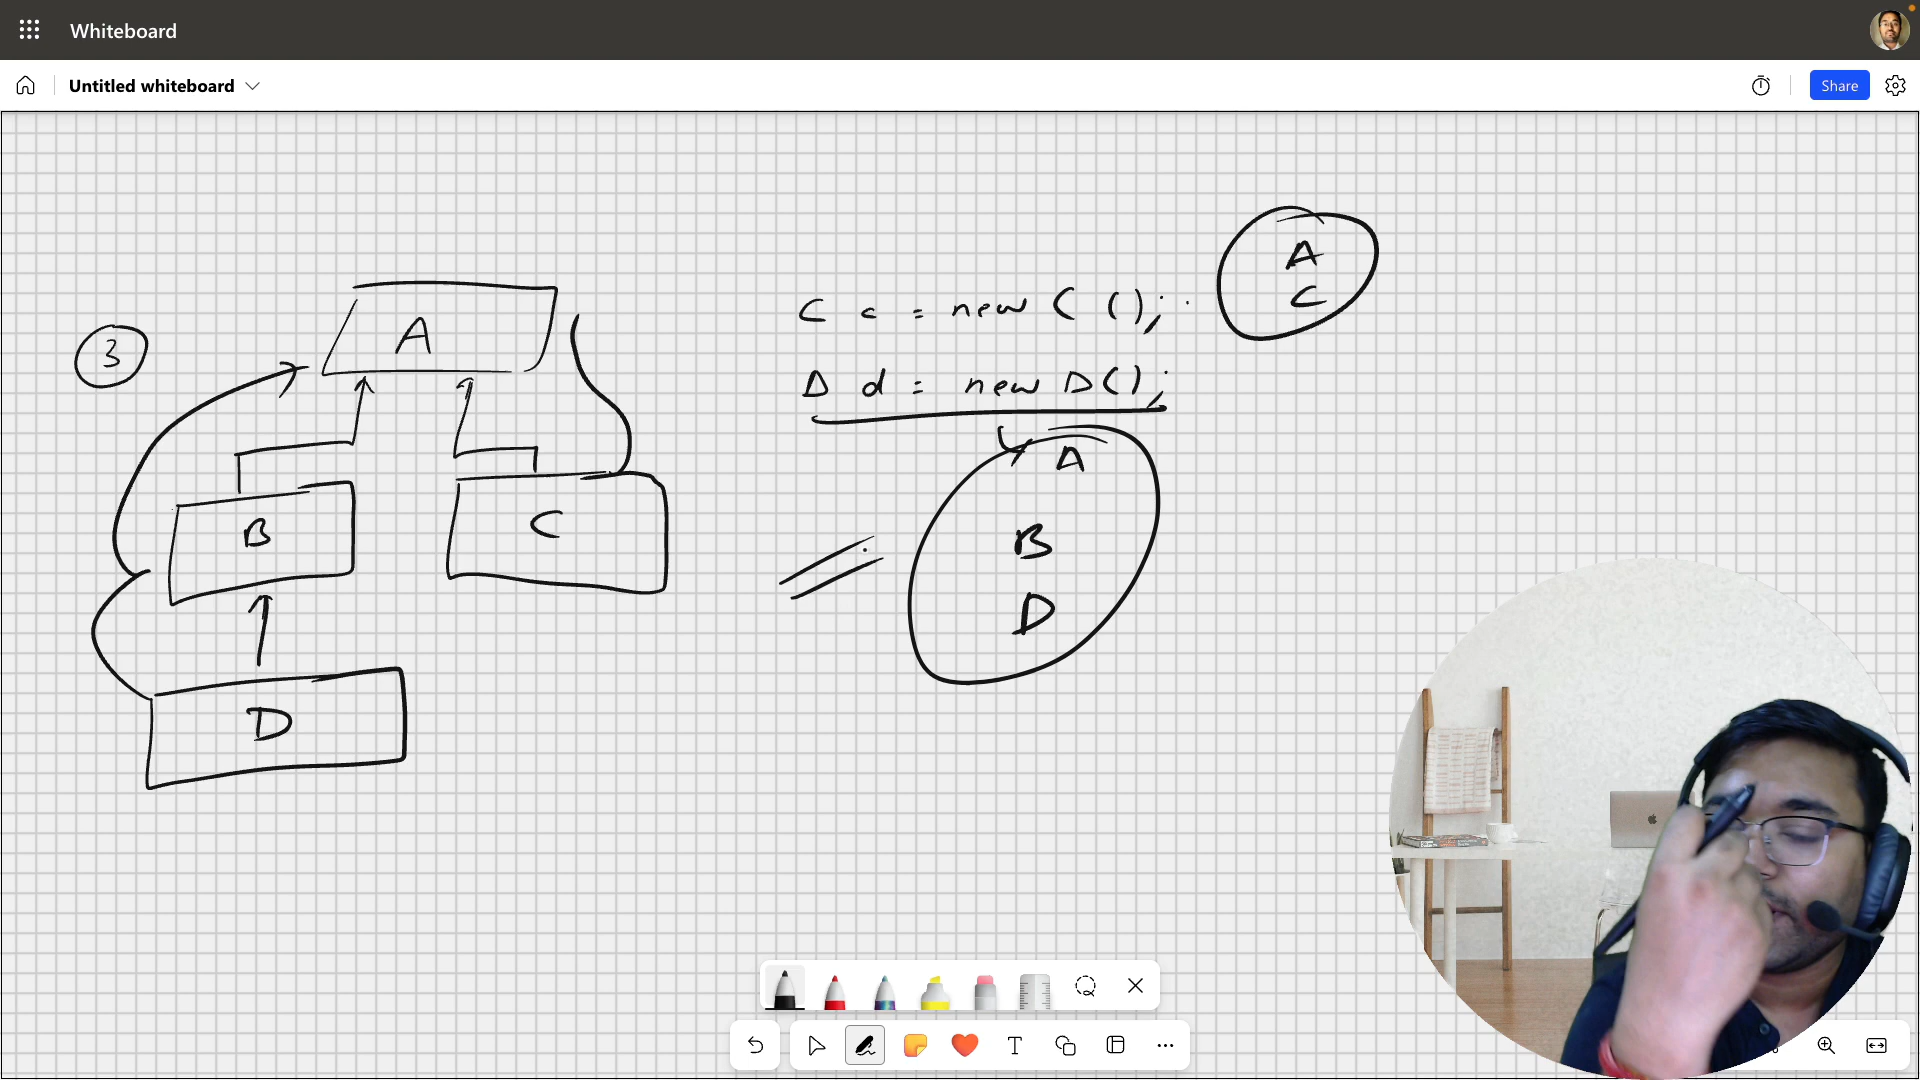 Whiteboard
Untitled whiteboard
Share
3
A
B
C
D
C c = new C ();
D d = new D();
A
C
A
B
D
T